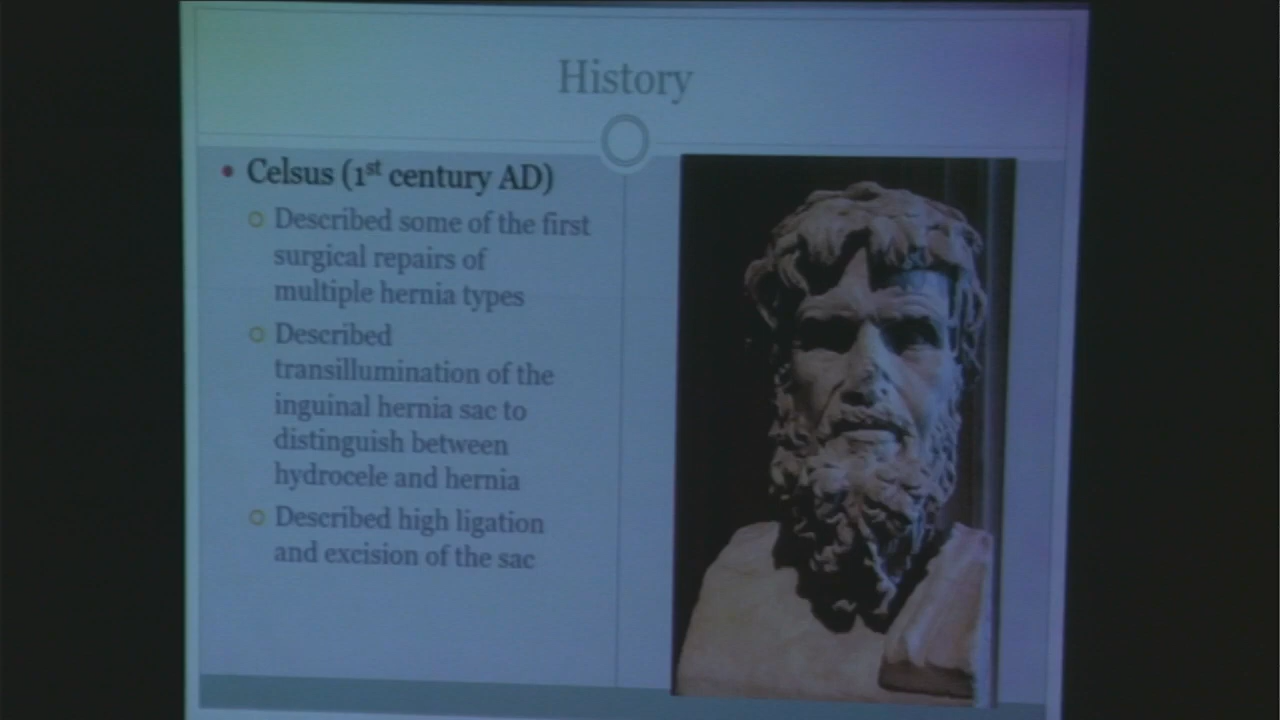 History
Celsus (1st century AD)
Described some of the first
surgical repairs of
multiple hernia types
Described
transillumination of the
inguinal hernia sac to
distinguish between
hydrocele and hernia
Described high ligation
and excision of the sac